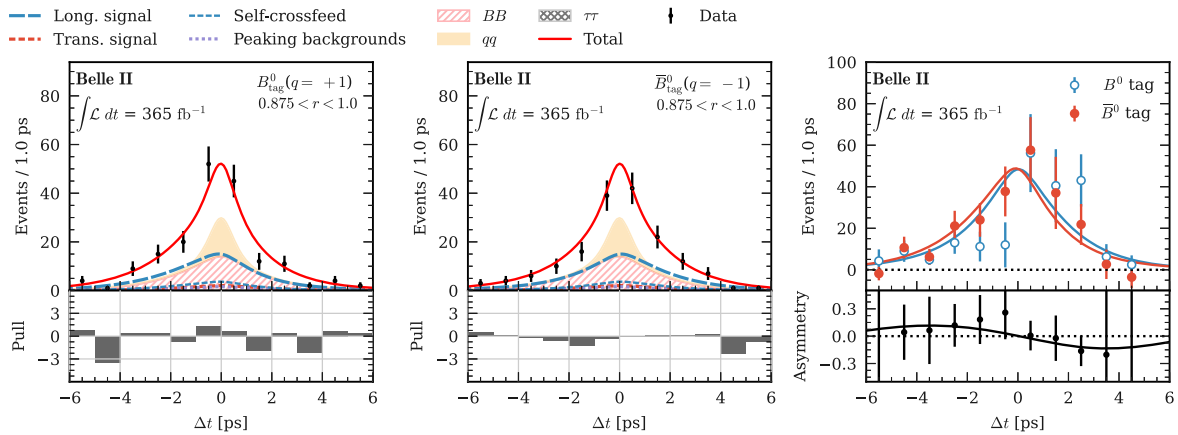 Long. signal Self-crossfeed BB ττ Data
Trans. signal Peaking backgrounds qq Total
Belle II
B⁰tag(q = +1)
0.875 < r < 1.0
∫ℒ dt = 365 fb⁻¹
Events / 1.0 ps
80
60
40
20
0
Pull
3
0
−3
−6 −4 −2 0 2 4 6
Δt [ps]
Belle II
B̅⁰tag(q = −1)
0.875 < r < 1.0
∫ℒ dt = 365 fb⁻¹
Events / 1.0 ps
80
60
40
20
0
Pull
3
0
−3
−6 −4 −2 0 2 4 6
Δt [ps]
Belle II
B⁰ tag
B̅⁰ tag
∫ℒ dt = 365 fb⁻¹
Events / 1.0 ps
100
80
60
40
20
0
Asymmetry
0.3
0.0
−0.3
−6 −4 −2 0 2 4 6
Δt [ps]